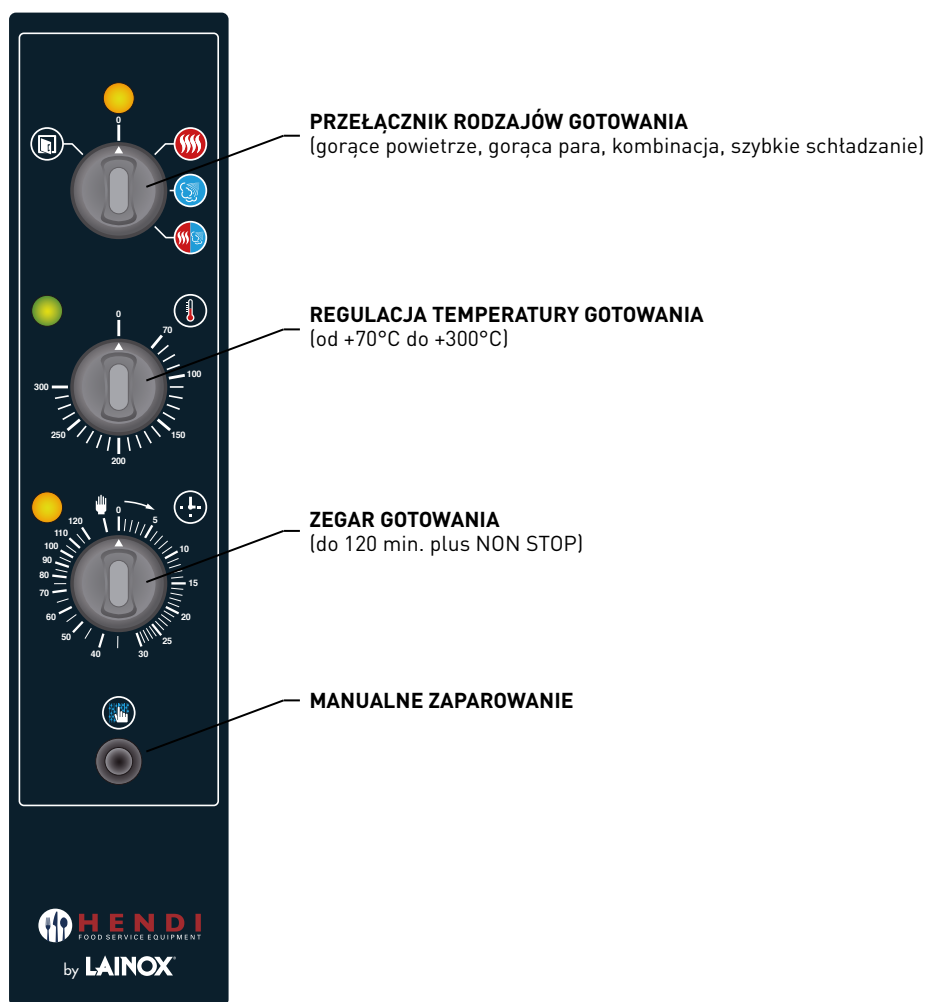 0
PRZEŁĄCZNIK RODZAJÓW GOTOWANIA
(gorące powietrze, gorąca para, kombinacja, szybkie schładzanie)
REGULACJA TEMPERATURY GOTOWANIA
(od +70°C do +300°C)
0
70
100
150
200
250
300
ZEGAR GOTOWANIA
(do 120 min. plus NON STOP)
0
5
10
15
20
25
30
40
50
60
70
80
90
100
110
120
MANUALNE ZAPAROWANIE
HENDI
FOOD SERVICE EQUIPMENT
by LAINOX